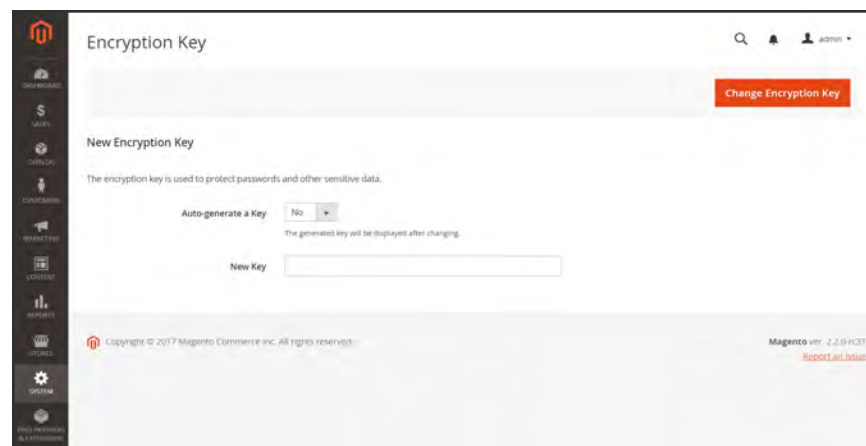 Encryption Key
admin
DASHBOARD
SALES
CATALOG
CUSTOMERS
MARKETING
CONTENT
REPORTS
STORES
SYSTEM
FIND PARTNERS
& EXTENSIONS
Change Encryption Key
New Encryption Key
The encryption key is used to protect passwords and other sensitive data.
Auto-generate a Key No
The generated key will be displayed after changing.
New Key
Copyright © 2017 Magento Commerce Inc. All rights reserved.
Magento ver. 2.2.0-rc31
Report an Issue